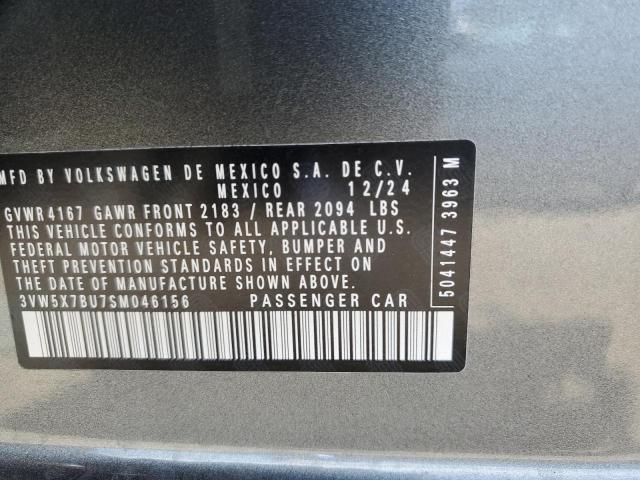 MFD BY VOLKSWAGEN DE MEXICO S.A. DE C.V.
MEXICO 12/24
GVWR 4167 GAWR FRONT 2183 / REAR 2094 LBS
THIS VEHICLE CONFORMS TO ALL APPLICABLE U.S.
FEDERAL MOTOR VEHICLE SAFETY, BUMPER AND
THEFT PREVENTION STANDARDS IN EFFECT ON
THE DATE OF MANUFACTURE SHOWN ABOVE.
3VW5X7BU7SM046156 PASSENGER CAR
5041447 3963 M